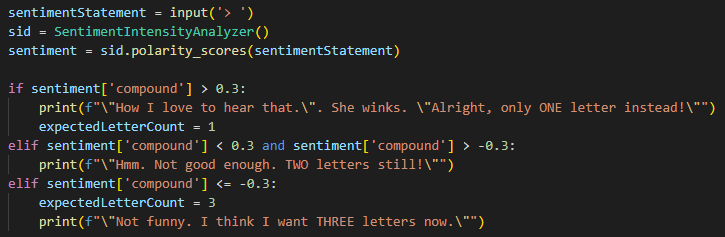 sentimentStatement = input('> ')
sid = SentimentIntensityAnalyzer()
sentiment = sid.polarity_scores(sentimentStatement)

if sentiment['compound'] > 0.3:
    print(f"\"How I love to hear that.\". She winks. \"Alright, only ONE letter instead!\"")
    expectedLetterCount = 1
elif sentiment['compound'] < 0.3 and sentiment['compound'] > -0.3:
    print(f"\"Hmm. Not good enough. TWO letters still!\"")
elif sentiment['compound'] <= -0.3:
    expectedLetterCount = 3
    print(f"\"Not funny. I think I want THREE letters now.\"")